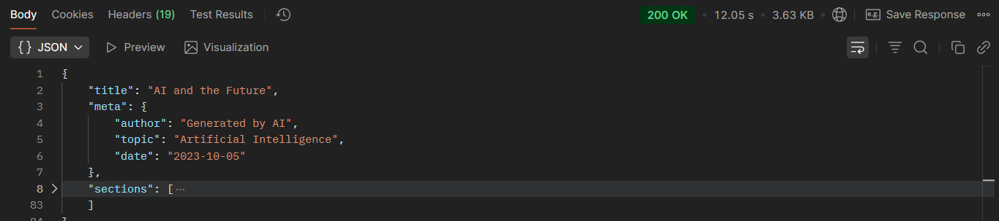 Body Cookies Headers (19) Test Results 200 OK • 12.05 s • 3.63 KB • e.g. Save Response
{} JSON Preview Visualization
1 {
2 "title": "AI and the Future",
3 "meta": {
4 "author": "Generated by AI",
5 "topic": "Artificial Intelligence",
6 "date": "2023-10-05"
7 },
8 "sections": [ ···
83 ]
84 }